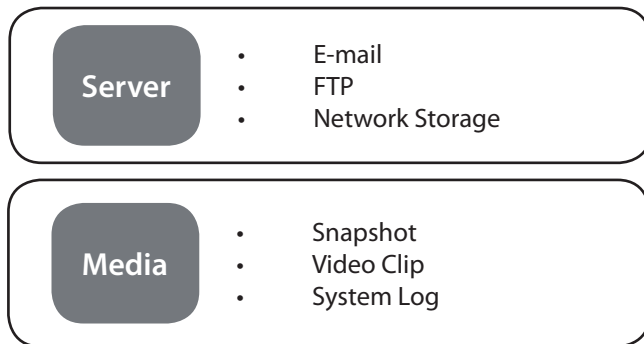 Server
• E-mail
• FTP
• Network Storage
Media
• Snapshot
• Video Clip
• System Log